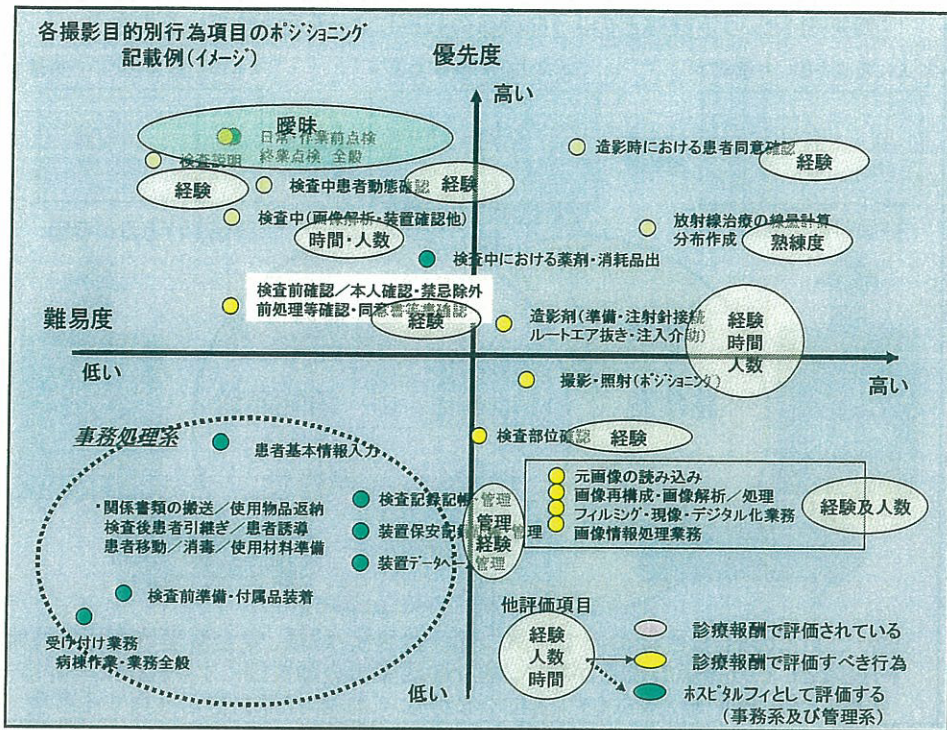 各撮影目的別行為項目のポジショニング
記載例(イメージ)
優先度
高い
曖昧
日常・作業前点検
終業点検 全般
検査説明
経験
検査中患者動態確認
経験
造影時における患者同意確認
経験
検査中(画像解析・装置確認他)
時間・人数
放射線治療の線量計算
分布作成
熟練度
検査中における薬剤・消耗品出
検査前確認/本人確認・禁忌除外
前処理等確認・同意書等書確認
経験
難易度
造影剤(準備・注射針接続
ルートエア抜き・注入介助)
経験
時間
人数
低い
高い
撮影・照射(ポジショニング)
事務処理系
患者基本情報入力
検査部位確認
経験
・関係書類の搬送/使用物品返納
検査後患者引継ぎ/患者誘導
患者移動/消毒/使用材料準備
検査記録記帳・管理
装置保安記録 管理
装置データベ 管理
管理
経験
元画像の読み込み
画像再構成・画像解析/処理
フィルミング・現像・デジタル化業務
画像情報処理業務
経験及人数
検査前準備・付属品装着
受け付け業務
病棟作業・業務全般
低い
他評価項目
経験
人数
時間
診療報酬で評価されている
診療報酬で評価すべき行為
ホスピタルフィとして評価する
(事務系及び管理系)